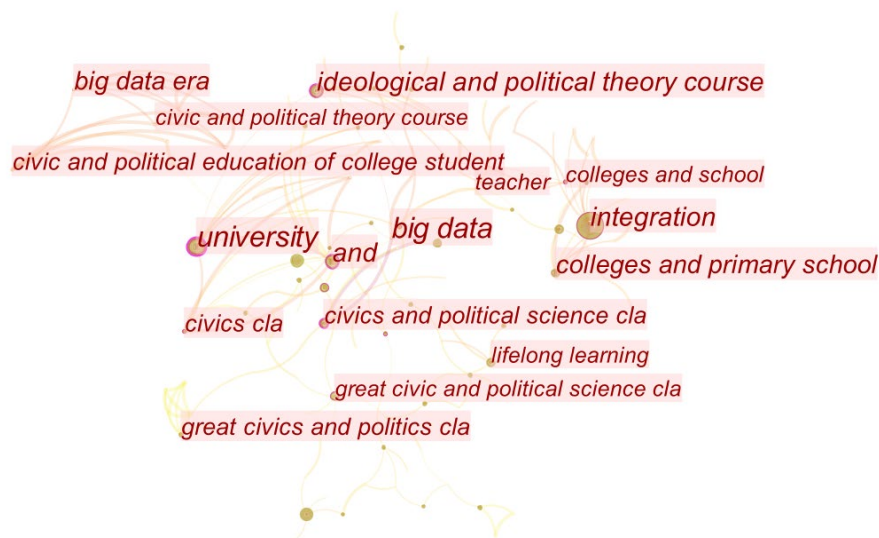 big data era
ideological and political theory course
civic and political theory course
civic and political education of college student
teacher
colleges and school
integration
university
big data
and
colleges and primary school
civics cla
civics and political science cla
lifelong learning
great civic and political science cla
great civics and politics cla